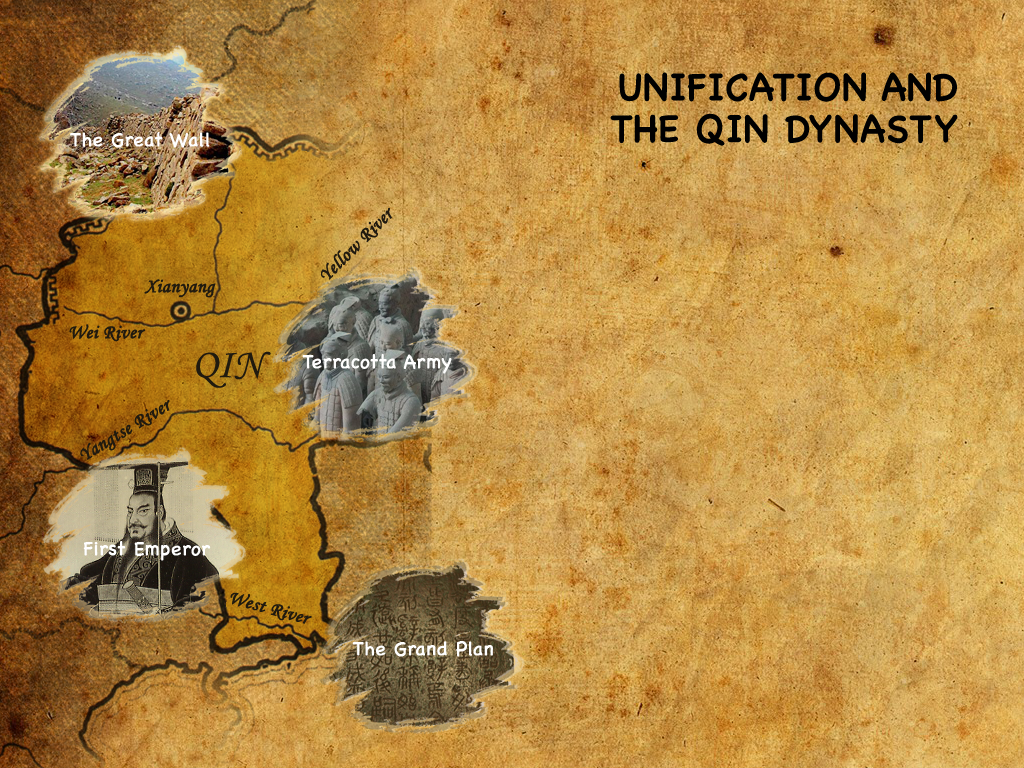 UNIFICATION AND
THE QIN DYNASTY
The Great Wall
Yellow River
Xianyang
Wei River
QIN
Terracotta Army
Yangtse River
First Emperor
West River
The Grand Plan